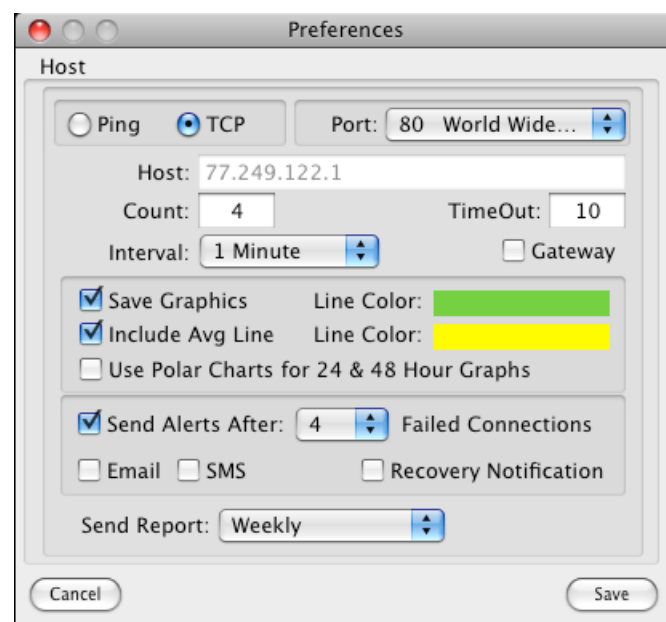 Preferences
Host
Ping TCP Port: 80 World Wide...
Host: 77.249.122.1
Count: 4 TimeOut: 10
Interval: 1 Minute Gateway
Save Graphics Line Color:
Include Avg Line Line Color:
Use Polar Charts for 24 & 48 Hour Graphs
Send Alerts After: 4 Failed Connections
Email SMS Recovery Notification
Send Report: Weekly
Cancel Save